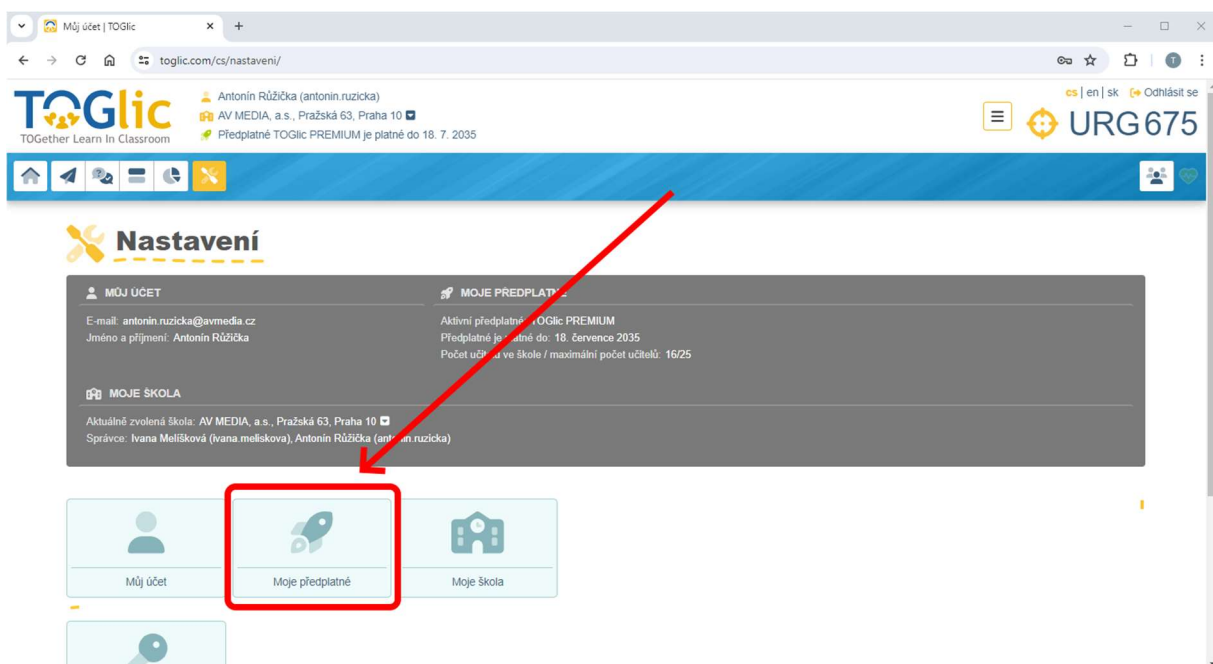 Můj účet | TOGlic
toglic.com/cs/nastaveni/
T
TOGlic
TOGether Learn In Classroom
Antonín Růžička (antonin.ruzicka)
AV MEDIA, a.s., Pražská 63, Praha 10
Předplatné TOGlic PREMIUM je platné do 18. 7. 2035
cs | en | sk Odhlásit se
URG675
Nastavení
MŮJ ÚČET
E-mail: antonin.ruzicka@avmedia.cz
Jméno a příjmení: Antonín Růžička
MOJE PŘEDPLATNÉ
Aktivní předplatné: TOGlic PREMIUM
Předplatné je platné do: 18. července 2035
Počet učitelů ve škole / maximální počet učitelů: 16/25
MOJE ŠKOLA
Aktuálně zvolená škola: AV MEDIA, a.s., Pražská 63, Praha 10
Správce: Ivana Melíšková (ivana.meliskova), Antonín Růžička (antonin.ruzicka)
Můj účet
Moje předplatné
Moje škola